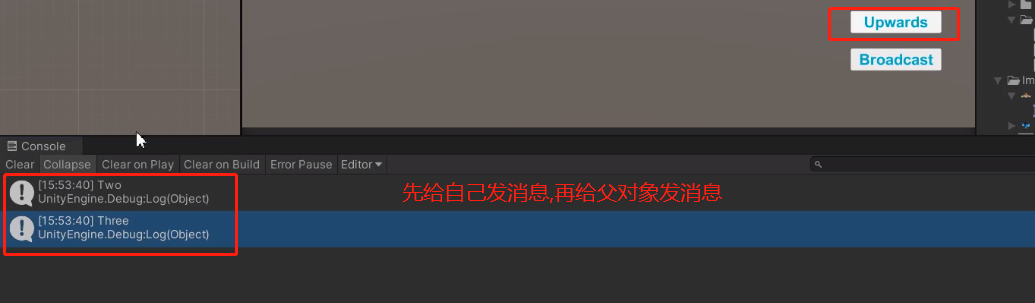 Upwards
Broadcast
Im
Console
Clear Collapse Clear on Play Clear on Build Error Pause Editor
[15:53:40] Two
UnityEngine.Debug:Log(Object)
先给自己发消息,再给父对象发消息
[15:53:40] Three
UnityEngine.Debug:Log(Object)